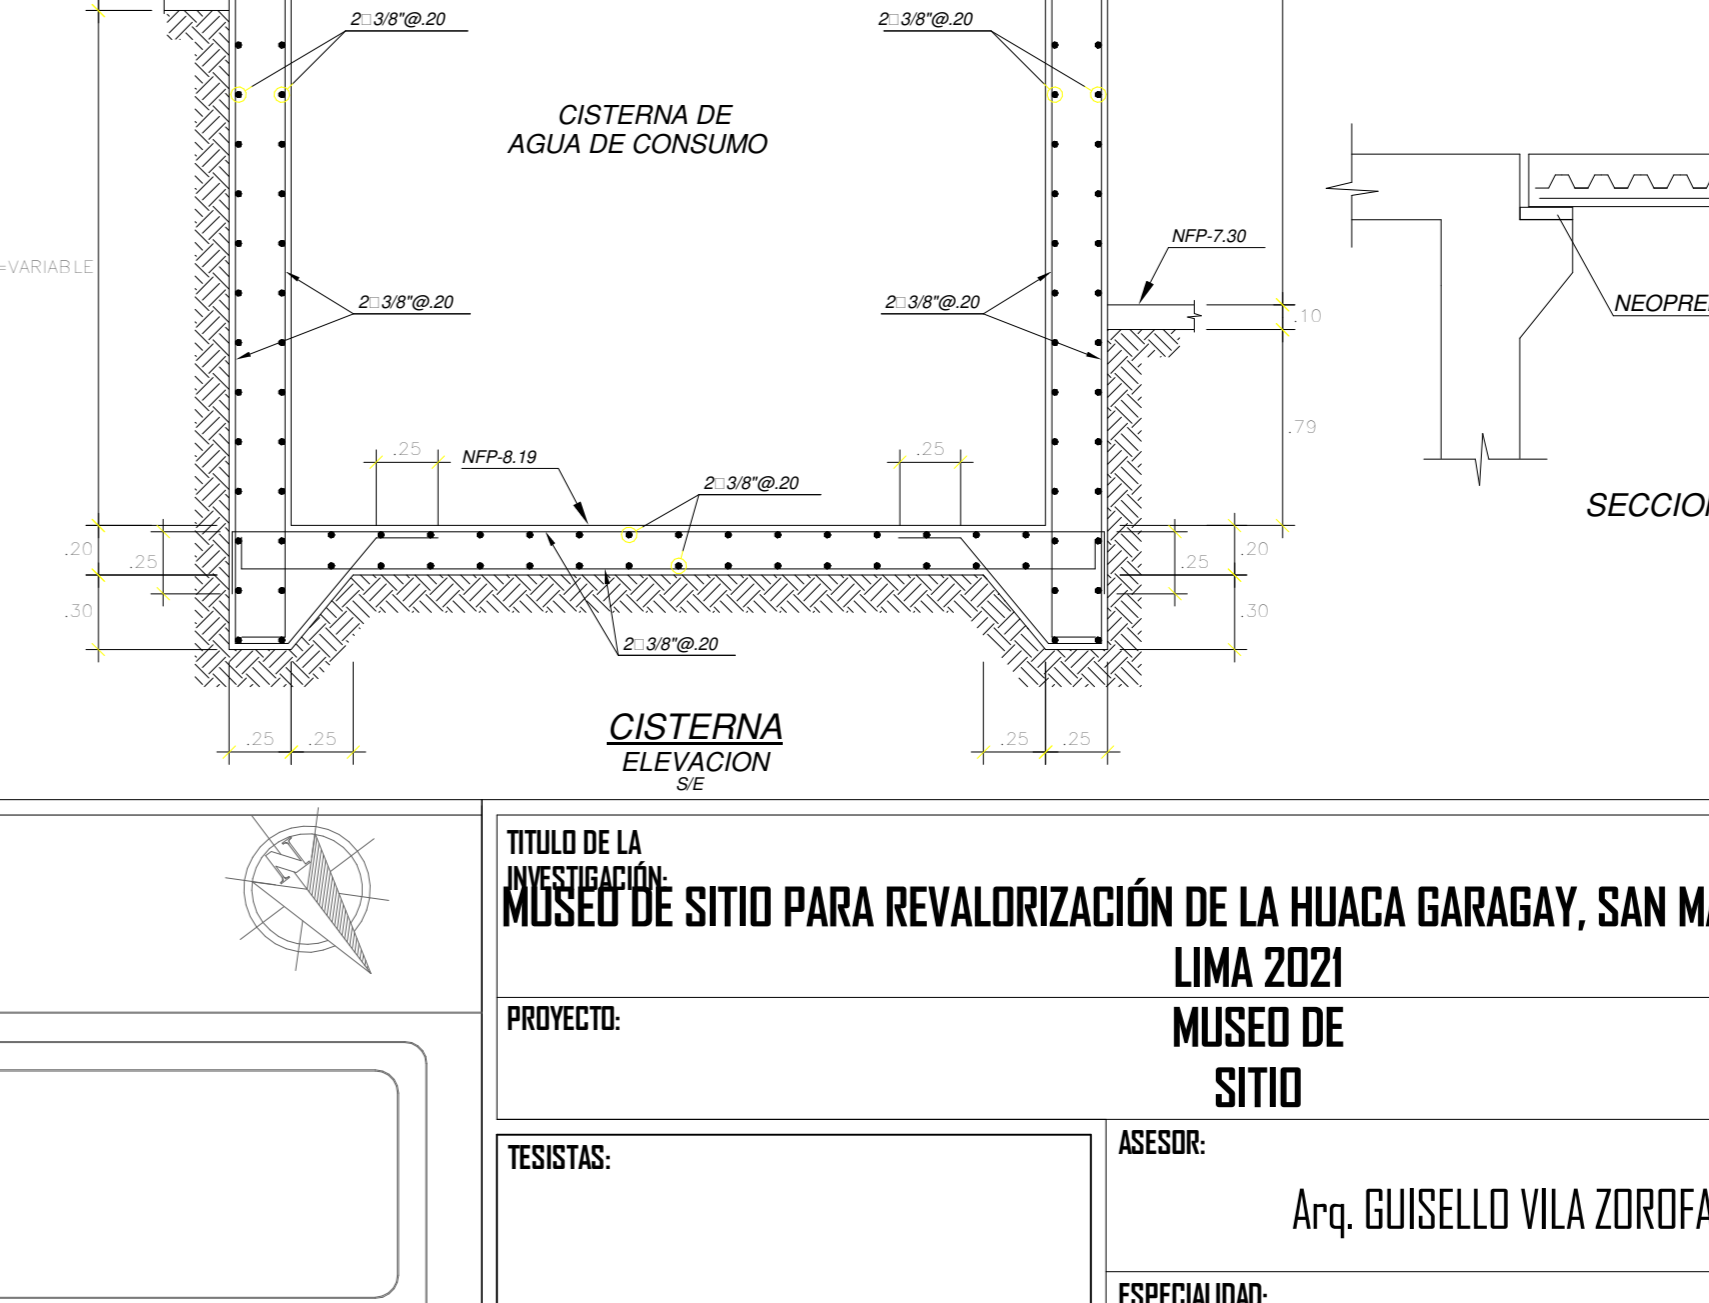 2□3/8"@.20
2□3/8"@.20
CISTERNA DE
AGUA DE CONSUMO
=VARIABLE
NFP-7.30
2□3/8"@.20
2□3/8"@.20
.10
.79
.25
NFP-8.19
.25
2□3/8"@.20
.20
.25
.30
.25
.20
.30
2□3/8"@.20
.25
.25
.25
.25
CISTERNA
ELEVACION
S/E
NEOPRE
SECCION
N
TITULO DE LA
INVESTIGACIÓN:
MUSEO DE SITIO PARA REVALORIZACIÓN DE LA HUACA GARAGAY, SAN MA
LIMA 2021
PROYECTO:
MUSEO DE
SITIO
TESISTAS:
ASESOR:
Arq. GUISELLO VILA ZOROFA
ESPECIALIDAD: